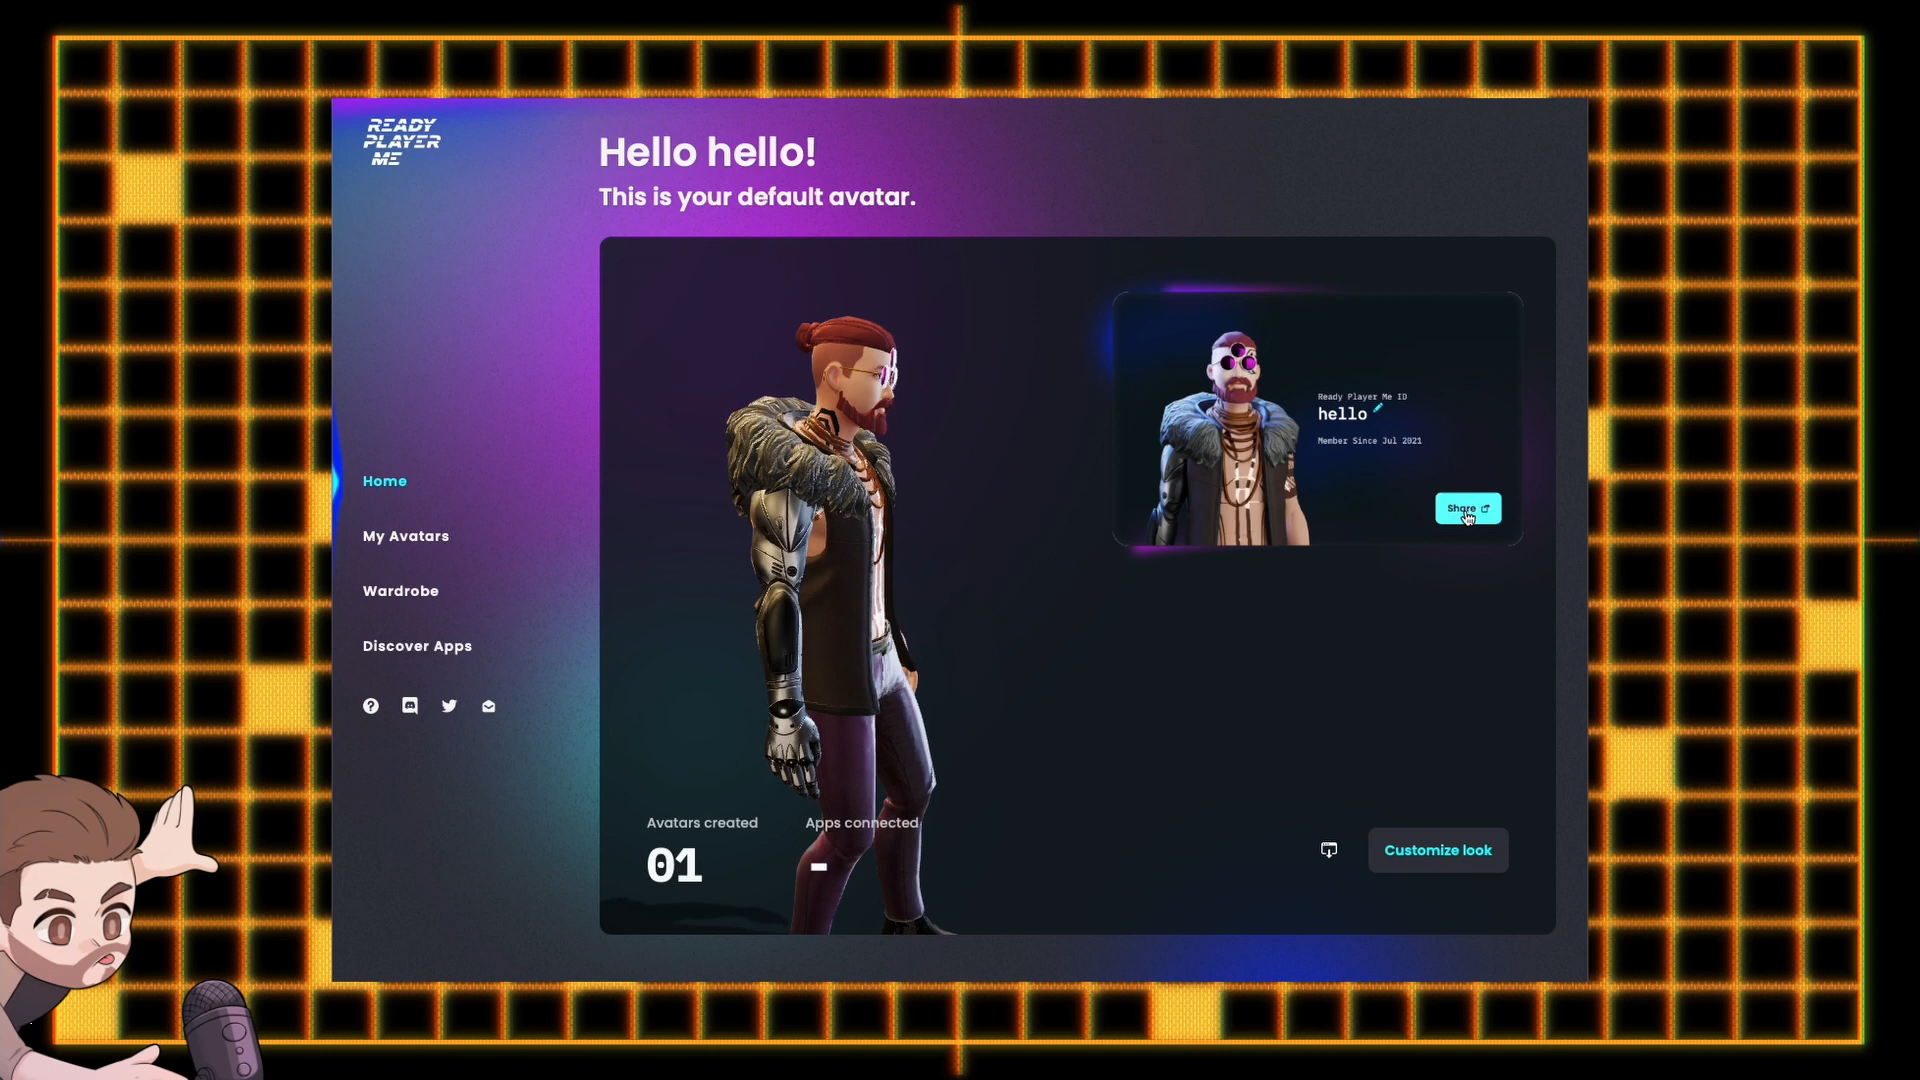 READY
PLAYER
ME
Hello hello!
This is your default avatar.
Home
My Avatars
Wardrobe
Discover Apps
Ready Player Me ID
hello
Member Since Jul 2021
Share
Avatars created
01
Apps connected
-
Customize look